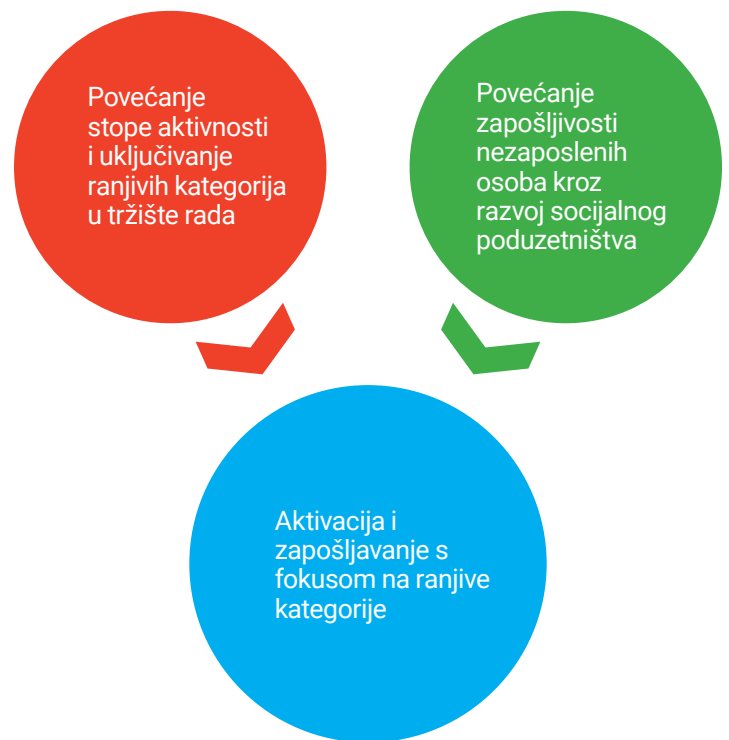 Povećanje
stope aktivnosti
i uključivanje
ranjivih kategorija
u tržište rada
Povećanje
zapošljivosti
nezaposlenih
osoba kroz
razvoj socijalnog
poduzetništva
Aktivacija i
zapošljavanje s
fokusom na ranjive
kategorije